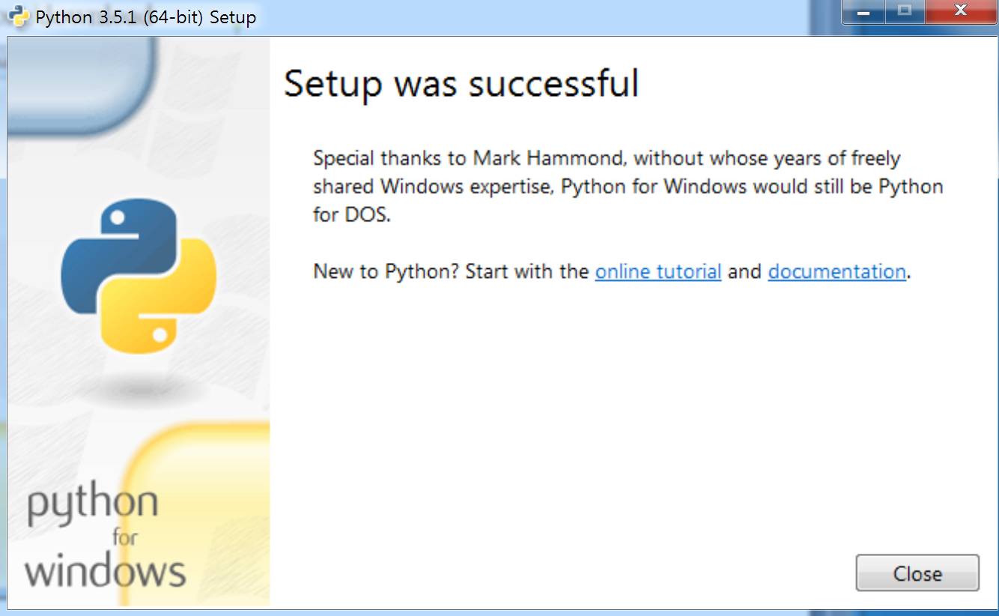 Python 3.5.1 (64-bit) Setup
Setup was successful
Special thanks to Mark Hammond, without whose years of freely
shared Windows expertise, Python for Windows would still be Python
for DOS.
New to Python? Start with the online tutorial and documentation.
python
for
windows
Close